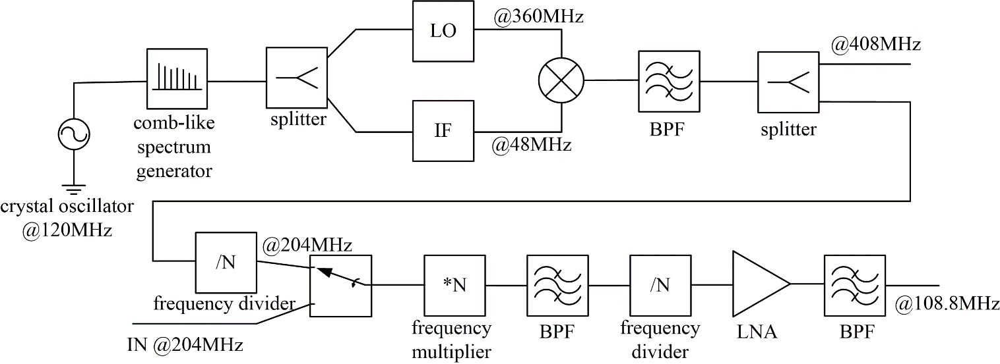 LO
@360MHz
@408MHz
comb-like
spectrum
generator
splitter
IF
@48MHz
BPF
splitter
crystal oscillator
@120MHz
/N
@204MHz
frequency divider
IN @204MHz
*N
frequency
multiplier
BPF
/N
frequency
divider
LNA
BPF
@108.8MHz